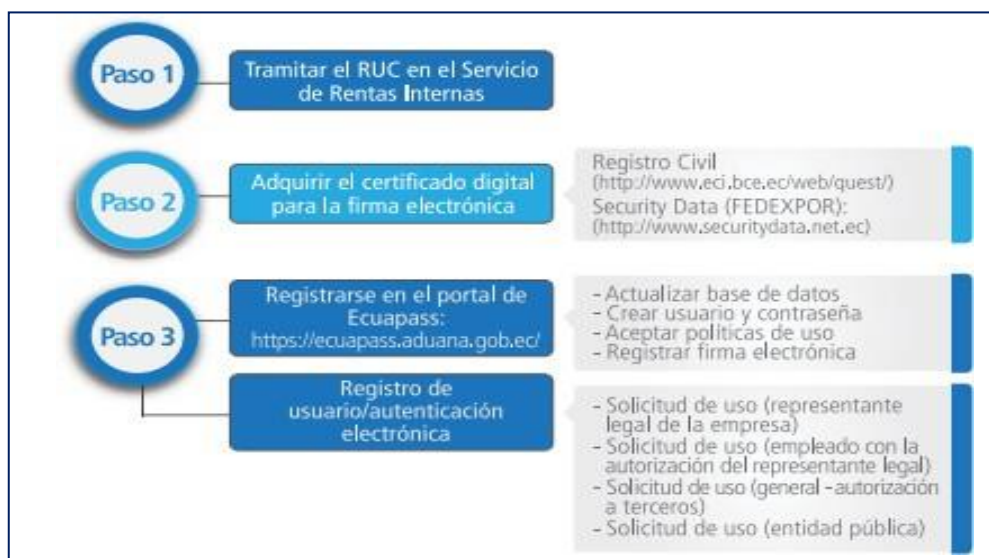 Paso 1
Tramitar el RUC en el Servicio
de Rentas Internas
Paso 2
Adquirir el certificado digital
para la firma electrónica
Registro Civil
(http://www.eci.bce.ec/web/quest/)
Security Data (FEDEXPOR):
(http://www.securitydata.net.ec)
Paso 3
Registrarse en el portal de
Ecuapass:
https://ecuapass.aduana.gob.ec/
- Actualizar base de datos
- Crear usuario y contraseña
- Aceptar políticas de uso
- Registrar firma electrónica
Registro de
usuario/autenticación
electrónica
- Solicitud de uso (representante
legal de la empresa)
- Solicitud de uso (empleado con la
autorización del representante legal)
- Solicitud de uso (general -autorización
a terceros)
- Solicitud de uso (entidad pública)